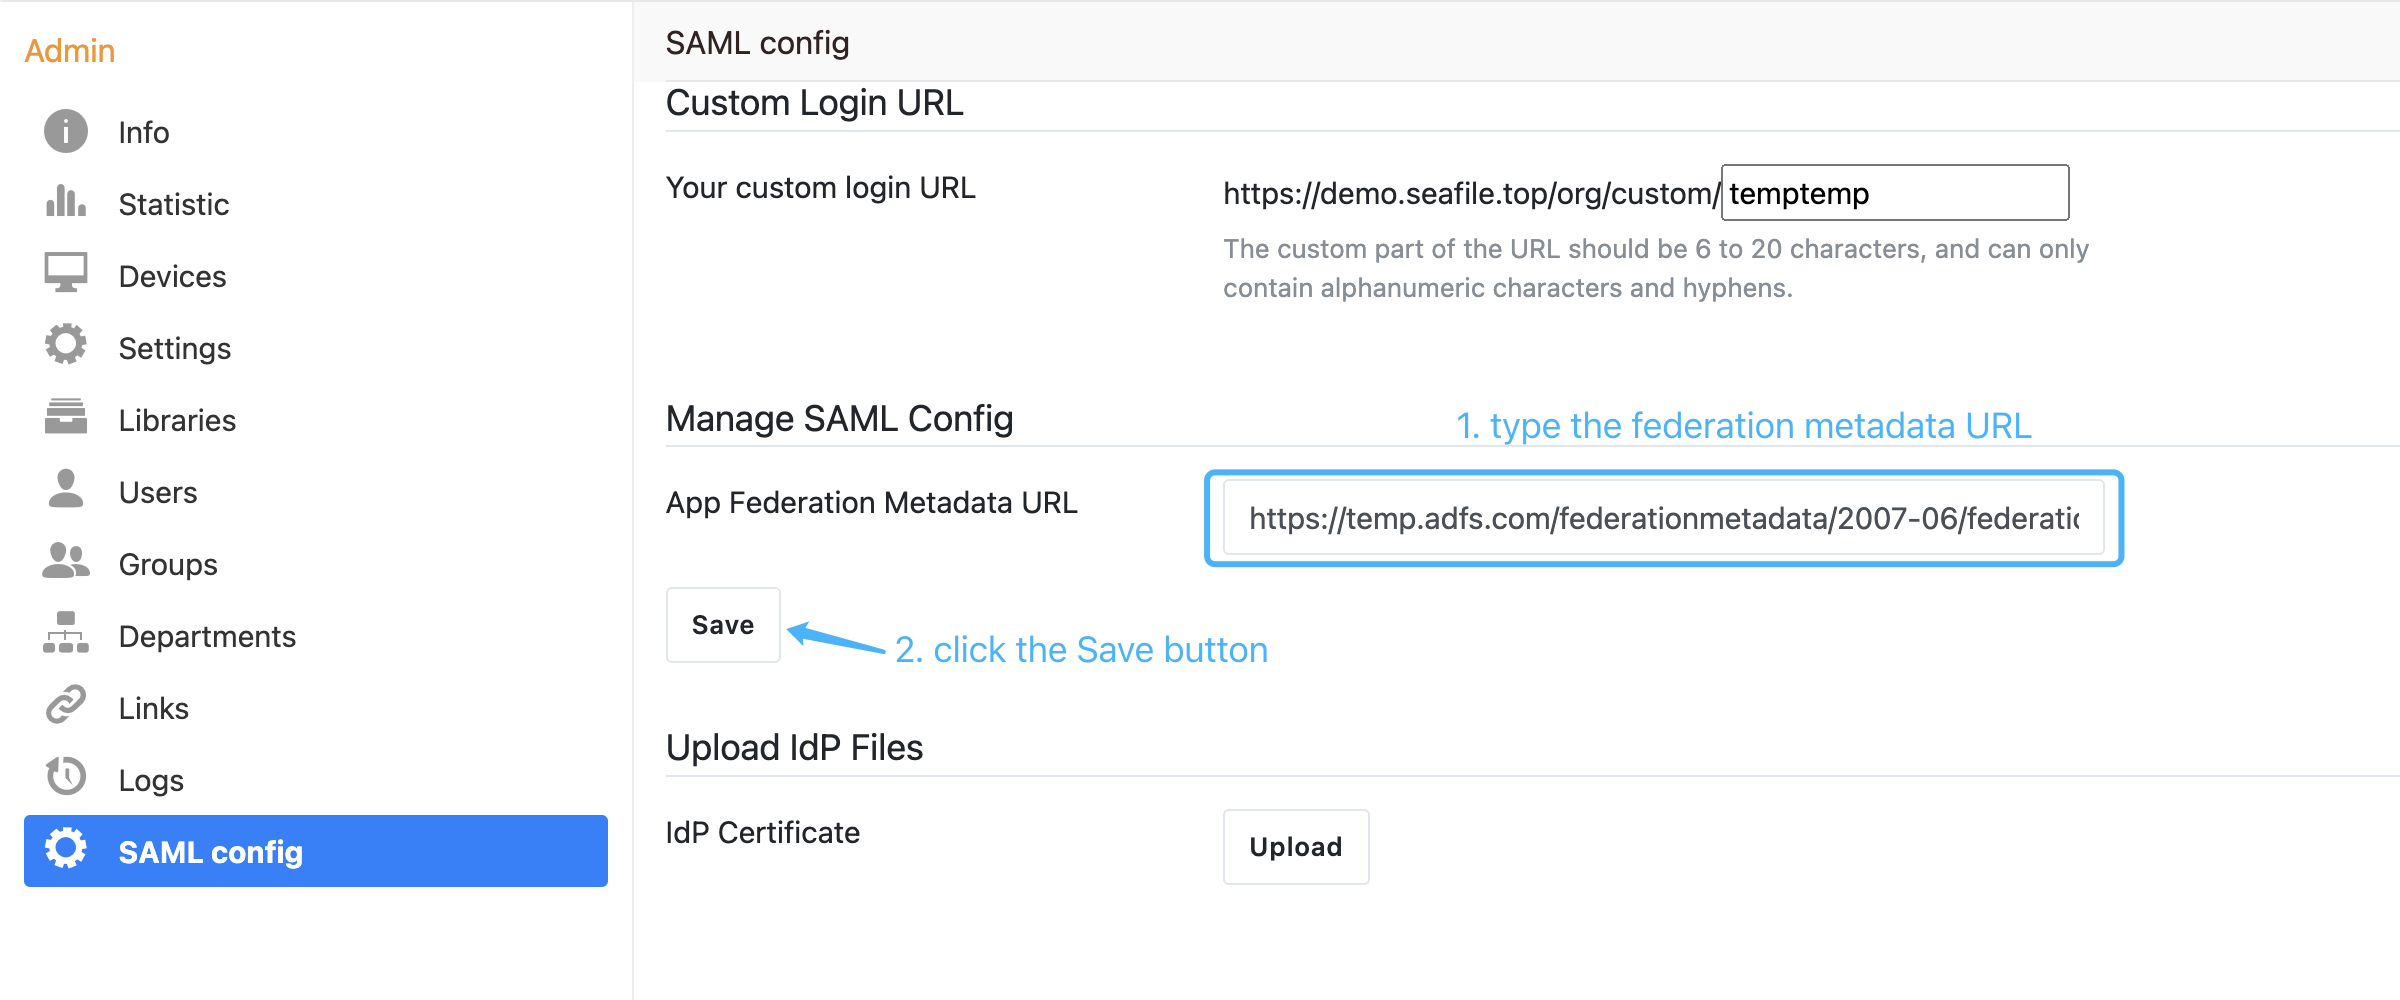 Admin
Info
Statistic
Devices
Settings
Libraries
Users
Groups
Departments
Links
Logs
SAML config
SAML config
Custom Login URL
Your custom login URL
https://demo.seafile.top/org/custom/ temptemp
The custom part of the URL should be 6 to 20 characters, and can only
contain alphanumeric characters and hyphens.
Manage SAML Config
1. type the federation metadata URL
App Federation Metadata URL
https://temp.adfs.com/federationmetadata/2007-06/federatic
Save
2. click the Save button
Upload IdP Files
IdP Certificate
Upload